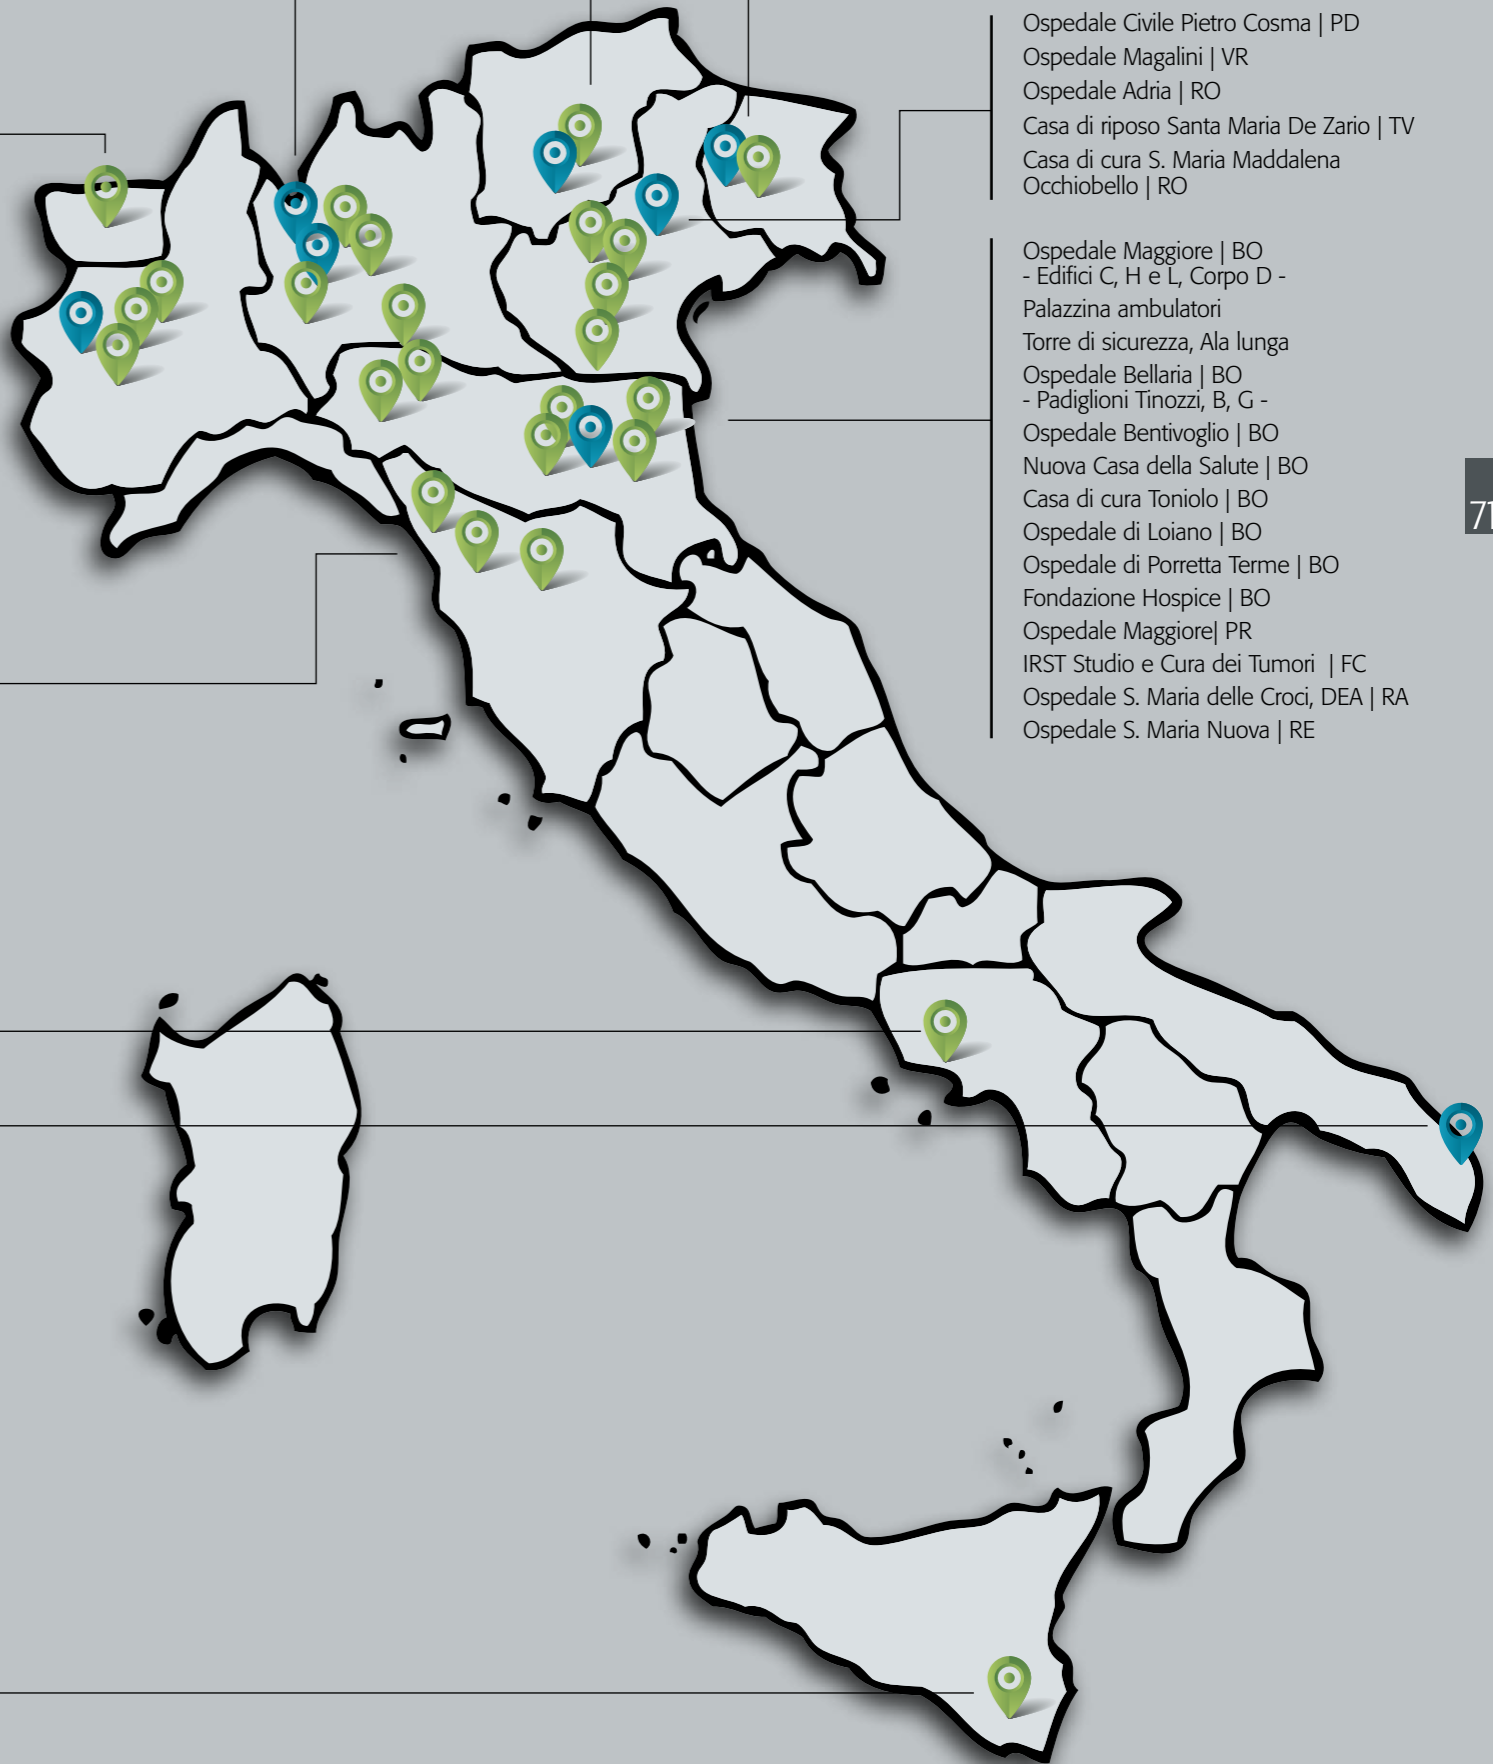 Ospedale Civile Pietro Cosma | PD
Ospedale Magalini | VR
Ospedale Adria | RO
Casa di riposo Santa Maria De Zario | TV
Casa di cura S. Maria Maddalena
Occhiobello | RO
Ospedale Maggiore | BO
- Edifici C, H e L, Corpo D -
Palazzina ambulatori
Torre di sicurezza, Ala lunga
Ospedale Bellaria | BO
- Padiglioni Tinozzi, B, G -
Ospedale Bentivoglio | BO
Nuova Casa della Salute | BO
Casa di cura Toniolo | BO
Ospedale di Loiano | BO
Ospedale di Porretta Terme | BO
Fondazione Hospice | BO
Ospedale Maggiore| PR
IRST Studio e Cura dei Tumori | FC
Ospedale S. Maria delle Croci, DEA | RA
Ospedale S. Maria Nuova | RE
71